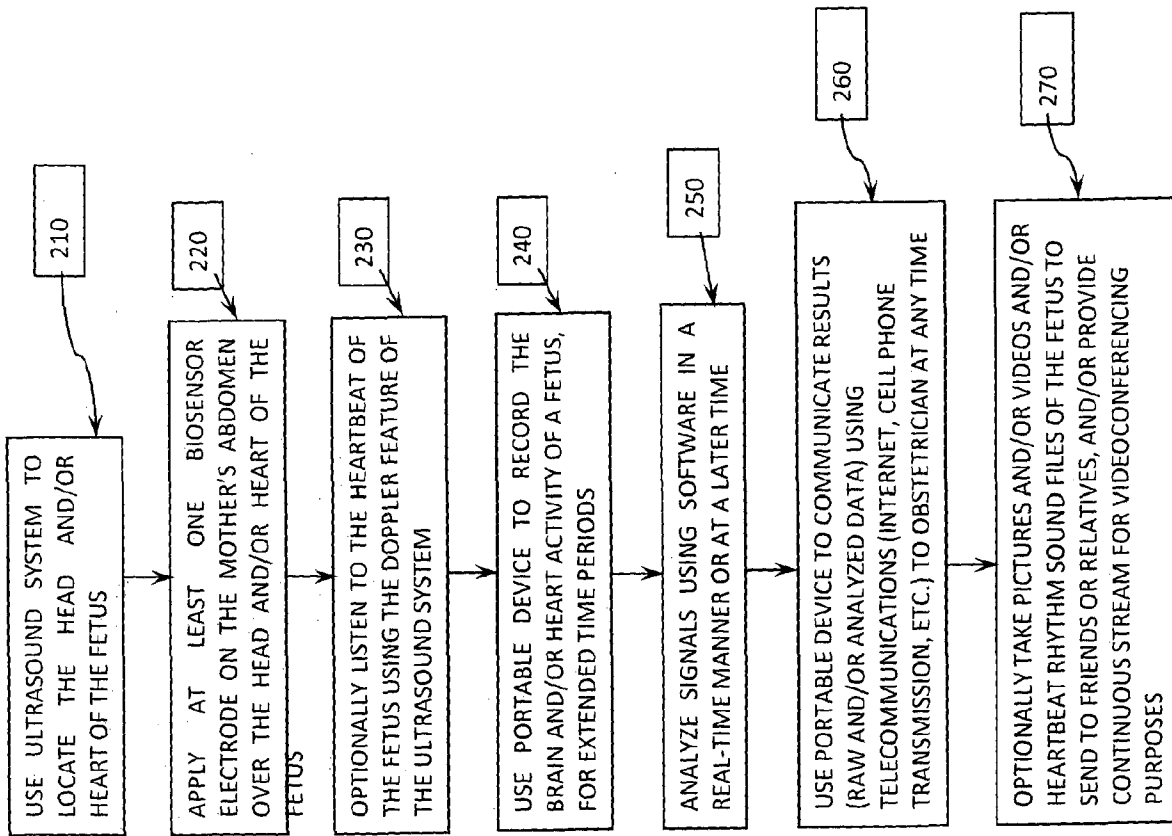 USE ULTRASOUND SYSTEM TO
LOCATE THE HEAD AND/OR
HEART OF THE FETUS
210
APPLY AT LEAST ONE BIOSENSOR
ELECTRODE ON THE MOTHER'S ABDOMEN
OVER THE HEAD AND/OR HEART OF THE
FETUS
220
OPTIONALLY LISTEN TO THE HEARTBEAT OF
THE FETUS USING THE DOPPLER FEATURE OF
THE ULTRASOUND SYSTEM
230
USE PORTABLE DEVICE TO RECORD THE
BRAIN AND/OR HEART ACTIVITY OF A FETUS,
FOR EXTENDED TIME PERIODS
240
ANALYZE SIGNALS USING SOFTWARE IN A
REAL-TIME MANNER OR AT A LATER TIME
250
USE PORTABLE DEVICE TO COMMUNICATE RESULTS
(RAW AND/OR ANALYZED DATA) USING
TELECOMMUNICATIONS (INTERNET, CELL PHONE
TRANSMISSION, ETC.) TO OBSTETRICIAN AT ANY TIME
260
OPTIONALLY TAKE PICTURES AND/OR VIDEOS AND/OR
HEARTBEAT RHYTHM SOUND FILES OF THE FETUS TO
SEND TO FRIENDS OR RELATIVES, AND/OR PROVIDE
CONTINUOUS STREAM FOR VIDEOCONFERENCING
PURPOSES
270